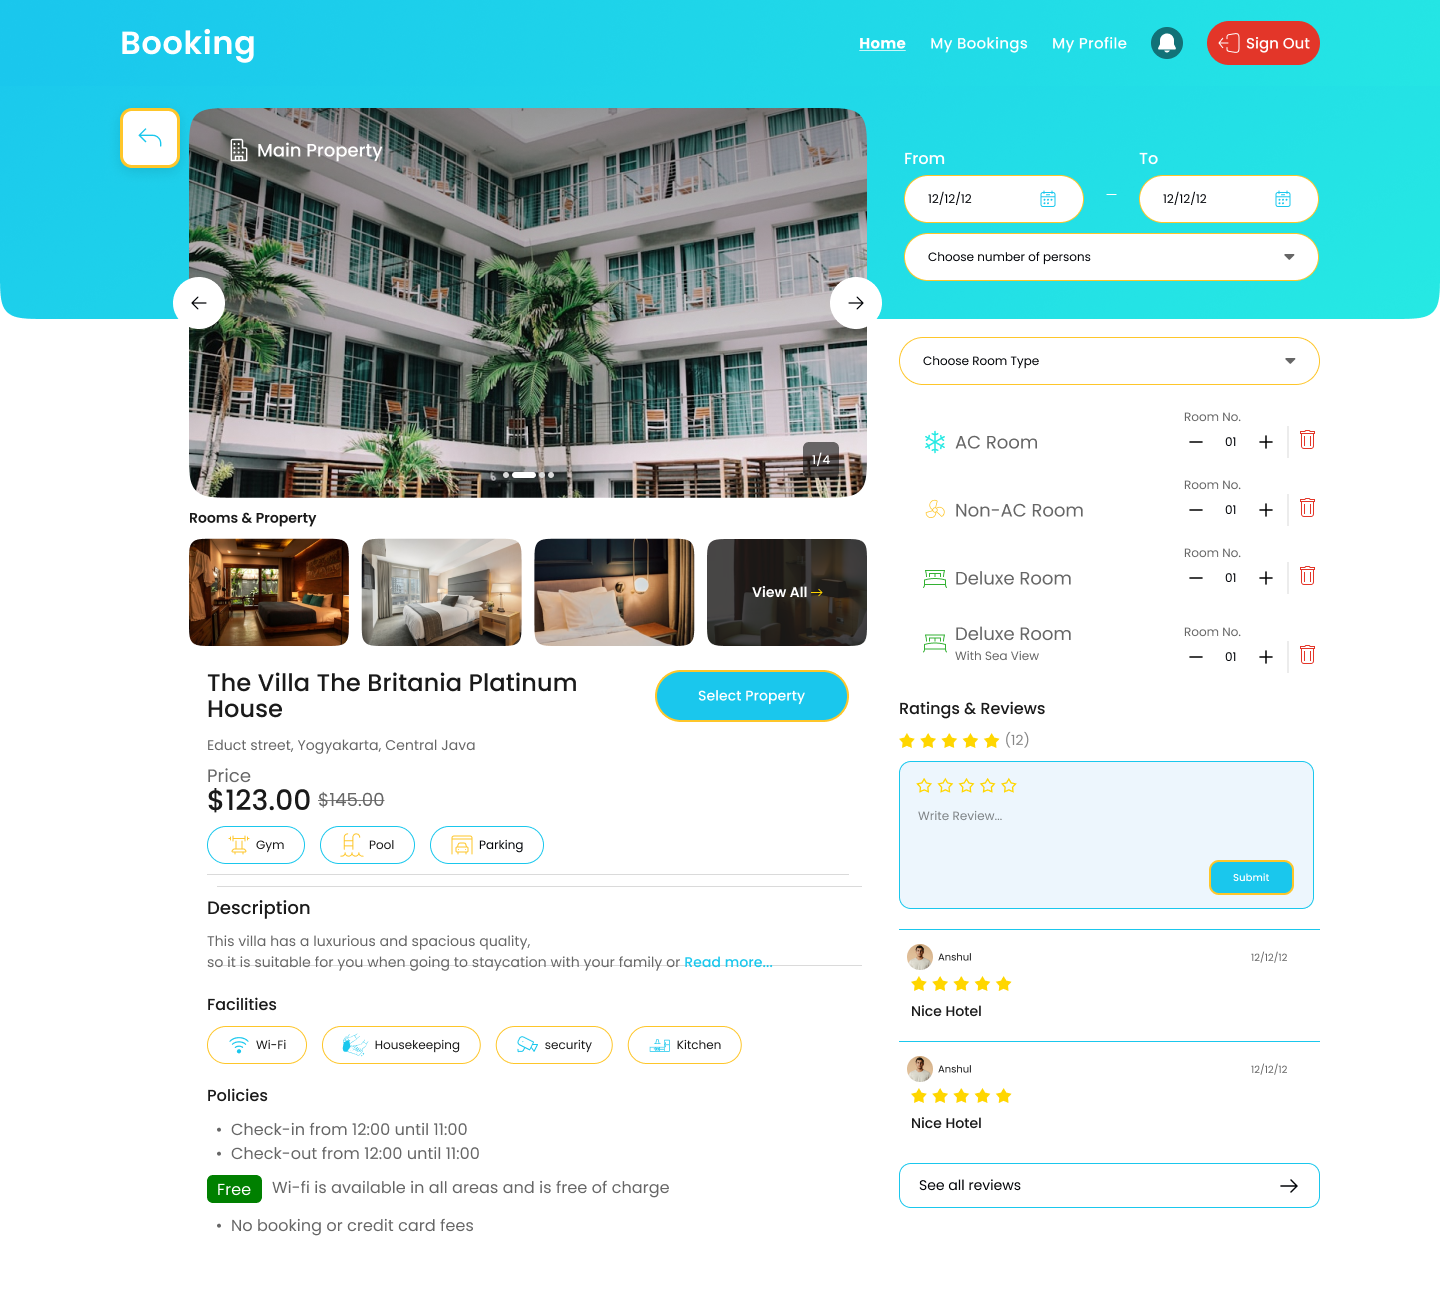 Booking
Home
My Bookings
My Profile
Sign Out
Main Property
1/4
From
To
12/12/12
–
12/12/12
Choose number of persons
Choose Room Type
Room No.
AC Room
01
Room No.
Non-AC Room
01
Room No.
Deluxe Room
01
Room No.
Deluxe Room
With Sea View
01
Rooms & Property
View All
The Villa The Britania Platinum
House
Select Property
Educt street, Yogyakarta, Central Java
Price
$123.00 $145.00
Gym
Pool
Parking
Description
This villa has a luxurious and spacious quality,
so it is suitable for you when going to staycation with your family or Read more...
Facilities
Wi-Fi
Housekeeping
security
Kitchen
Policies
• Check-in from 12:00 until 11:00
• Check-out from 12:00 until 11:00
Free Wi-fi is available in all areas and is free of charge
• No booking or credit card fees
Ratings & Reviews
(12)
Write Review...
Submit
Anshul
12/12/12
Nice Hotel
Anshul
12/12/12
Nice Hotel
See all reviews